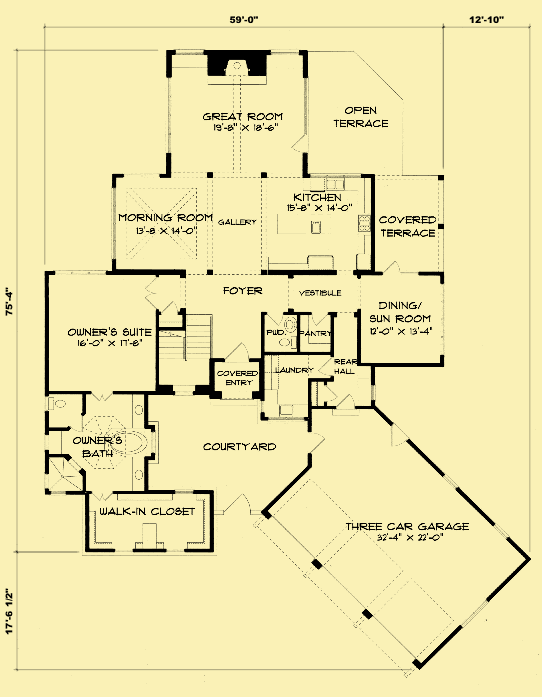 59'-0"
12'-10"
GREAT ROOM
19'-8" X 18'-6"
OPEN
TERRACE
KITCHEN
15'-8" X 14'-0"
MORNING ROOM
13'-8 X 14'-0"
GALLERY
COVERED
TERRACE
75'-4"
FOYER
VESTIBULE
DINING/
SUN ROOM
12'-0" X 13'-4"
OWNER'S SUITE
16'-0" X 17'-8"
PWD.
PANTRY
COVERED
ENTRY
LAUNDRY
REAR
HALL
OWNER'S
BATH
COURTYARD
WALK-IN CLOSET
THREE CAR GARAGE
32'-4" X 22'-0"
17'-6 1/2"